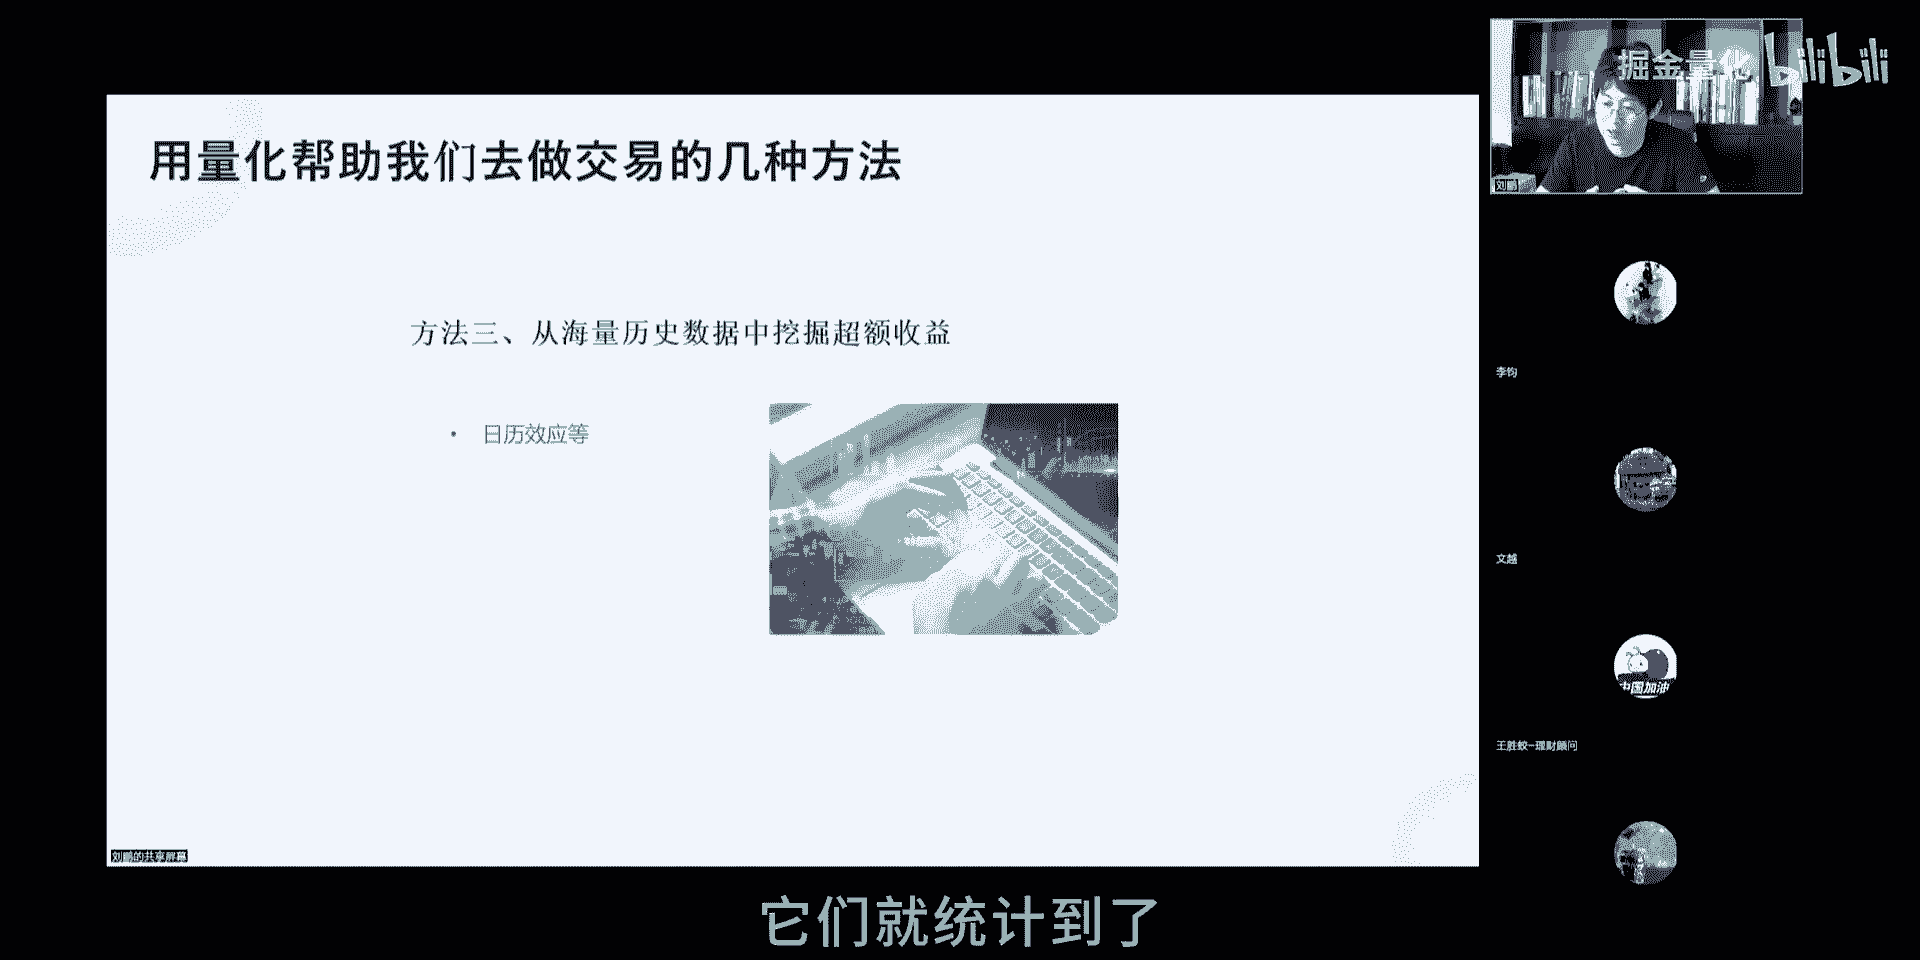 掘金量化 bilibili
刘鹏
用量化帮助我们去做交易的几种方法
方法三、从海量历史数据中挖掘超额收益
• 日历效应等
李钧
文越
中国加油
王胜蛟-理财顾问
刘鹏的共享屏幕
它们就统计到了